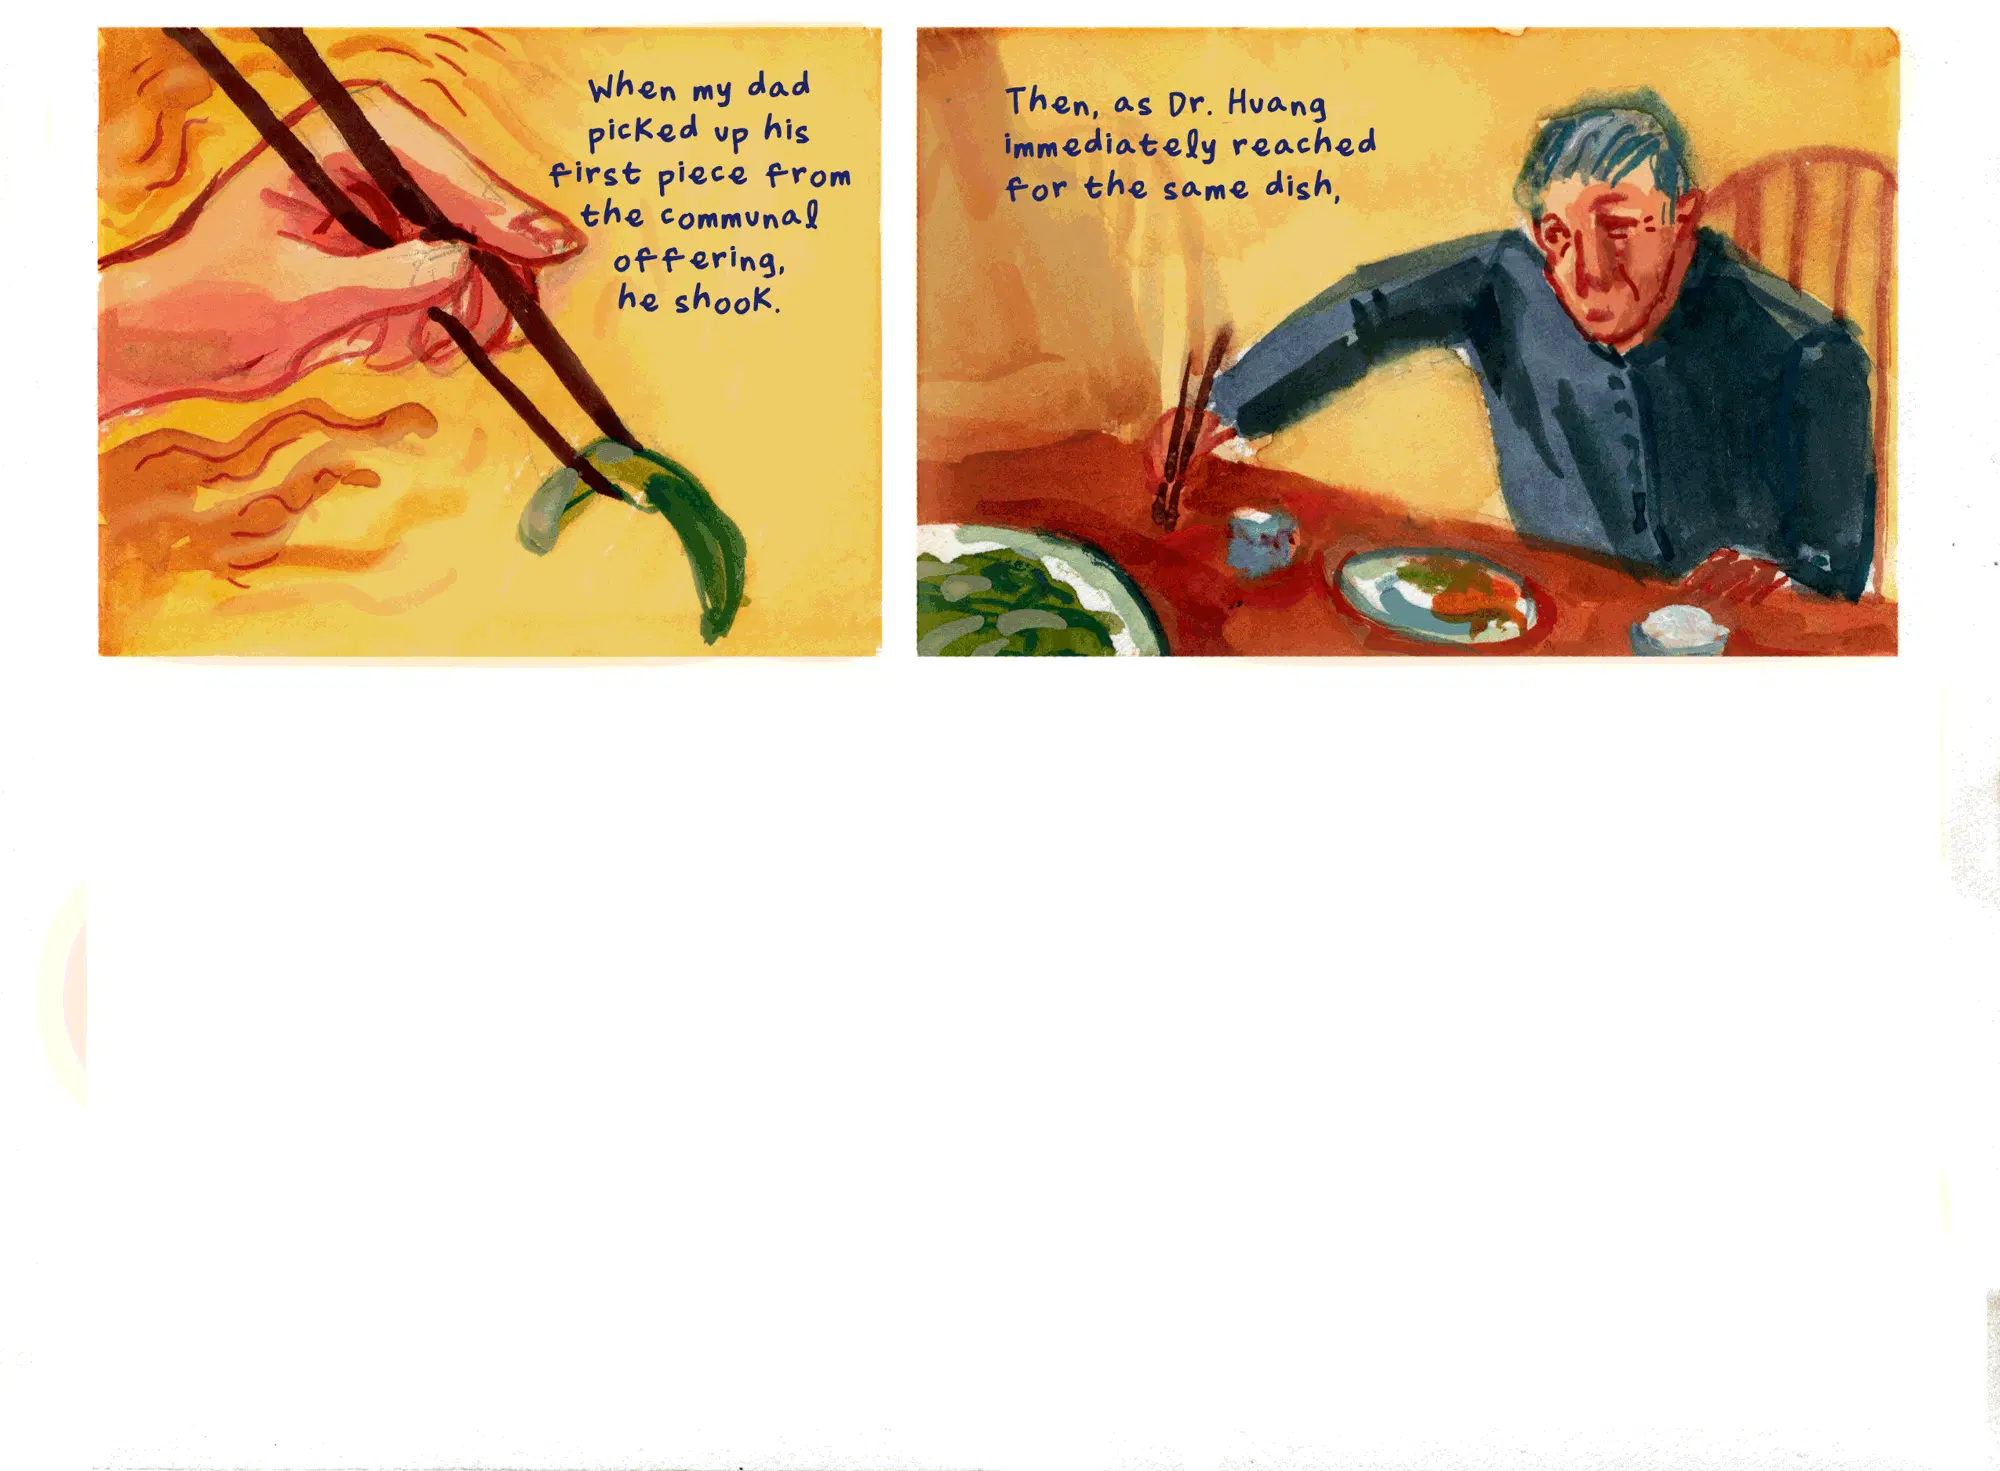 When my dad
picked up his
first piece from
the communal
offering,
he shook.
Then, as Dr. Huang
immediately reached
for the same dish,